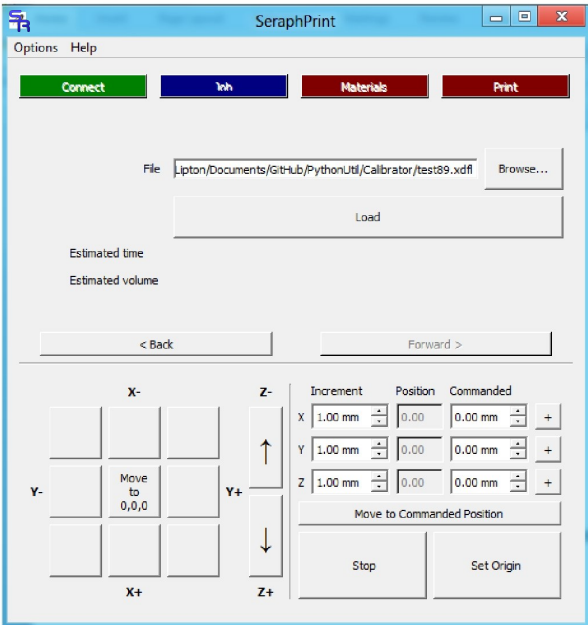 SeraphPrint
Options Help
Connect Job Materials Print
File Lipton/Documents/GitHub/PythonUtil/Calibrator/test89.xdfl Browse...
Load
Estimated time
Estimated volume
< Back Forward >
X- Z- Increment Position Commanded
X 1.00 mm 0.00 0.00 mm +
Y 1.00 mm 0.00 0.00 mm +
Y- Move to 0,0,0 Y+ Z 1.00 mm 0.00 0.00 mm +
Move to Commanded Position
Stop Set Origin
X+ Z+